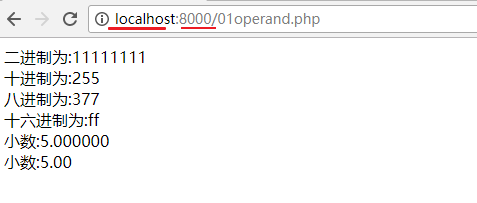 localhost:8000/01operand.php
二进制为:11111111
十进制为:255
八进制为:377
十六进制为:ff
小数:5.000000
小数:5.00